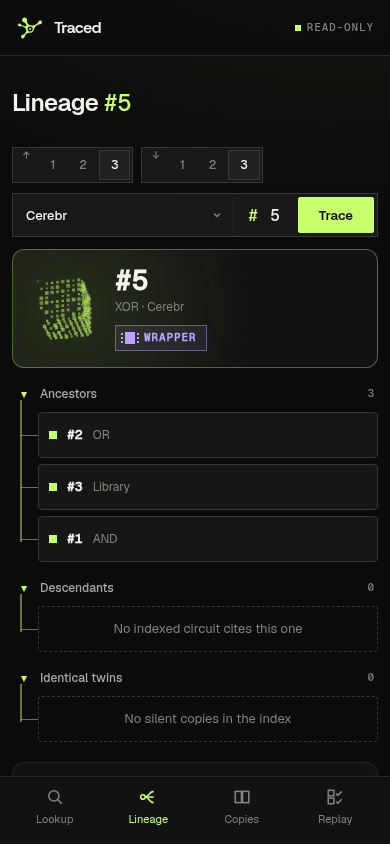 Traced
READ-ONLY
Lineage #5
↑ 1 2 3
↓ 1 2 3
Cerebr
# 5
Trace
#5
XOR · Cerebr
WRAPPER
Ancestors 3
#2 OR
#3 Library
#1 AND
Descendants 0
No indexed circuit cites this one
Identical twins 0
No silent copies in the index
Lookup
Lineage
Copies
Replay